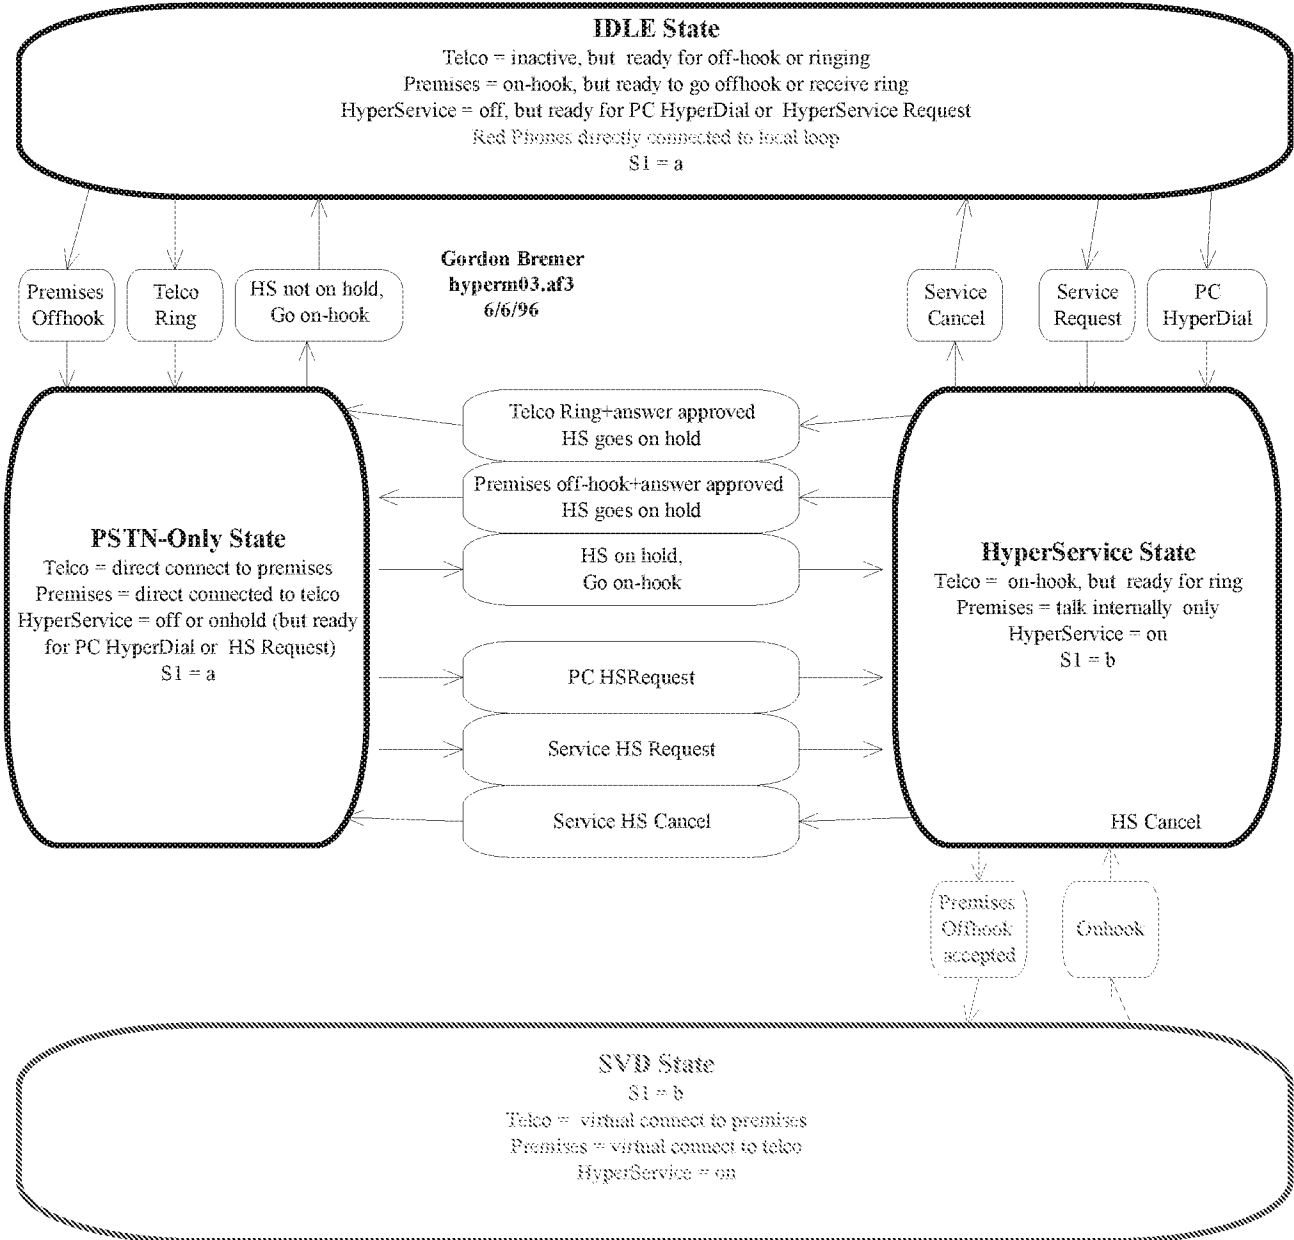 IDLE State
Telco = inactive, but ready for off-hook or ringing
Premises = on-hook, but ready to go offhook or receive ring
HyperService = off, but ready for PC HyperDial or HyperService Request
Red Phones directly connected to local loop
S1 = a
Premises
Offhook
Telco
Ring
HS not on hold,
Go on-hook
Gordon Bremer
hyperm03.af3
6/6/96
Service
Cancel
Service
Request
PC
HyperDial
Telco Ring+answer approved
HS goes on hold
Premises off-hook+answer approved
HS goes on hold
HS on hold,
Go on-hook
PC HSRequest
Service HS Request
Service HS Cancel
PSTN-Only State
Telco = direct connect to premises
Premises = direct connected to telco
HyperService = off or onhold (but ready
for PC HyperDial or HS Request)
S1 = a
HyperService State
Telco = on-hook, but ready for ring
Premises = talk internally only
HyperService = on
S1 = b
HS Cancel
Premises
Offhook
accepted
Onhook
SVD State
S1 = b
Telco = virtual connect to premises
Premises = virtual connect to telco
HyperService = on